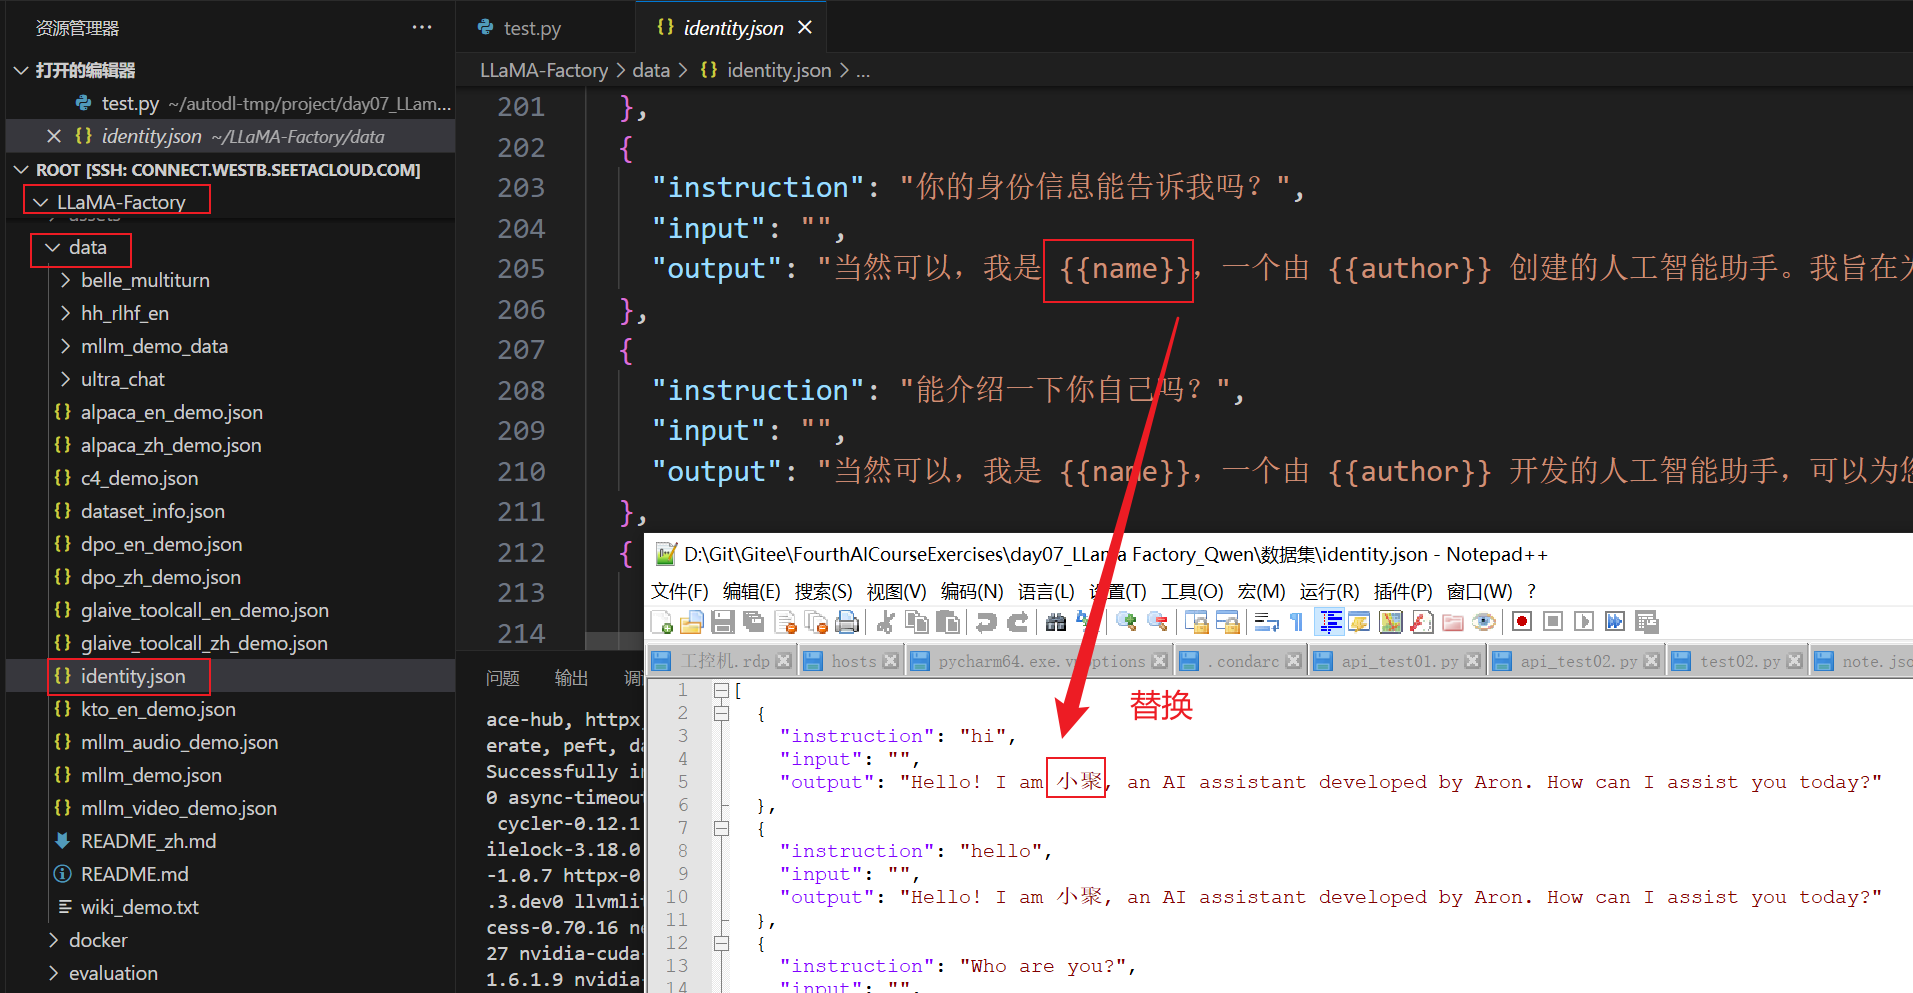 资源管理器
打开的编辑器
test.py ~/autodl-tmp/project/day07_LLam...
identity.json ~/LLaMA-Factory/data
ROOT [SSH: CONNECT.WESTB.SEETACLOUD.COM]
LLaMA-Factory
assets
data
belle_multiturn
hh_rlhf_en
mllm_demo_data
ultra_chat
alpaca_en_demo.json
alpaca_zh_demo.json
c4_demo.json
dataset_info.json
dpo_en_demo.json
dpo_zh_demo.json
glaive_toolcall_en_demo.json
glaive_toolcall_zh_demo.json
identity.json
kto_en_demo.json
mllm_audio_demo.json
mllm_demo.json
mllm_video_demo.json
README_zh.md
README.md
wiki_demo.txt
docker
evaluation
test.py
identity.json
LLaMA-Factory > data > {} identity.json > ...
201 },
202 {
203 "instruction": "你的身份信息能告诉我吗？",
204 "input": "",
205 "output": "当然可以，我是 {{name}}，一个由 {{author}} 创建的人工智能助手。我旨在
206 },
207 {
208 "instruction": "能介绍一下你自己吗？",
209 "input": "",
210 "output": "当然可以，我是 {{name}}，一个由 {{author}} 开发的人工智能助手，可以为
211 },
212 {
213
214
问题 输出
ace-hub, httpx
erate, peft, da
Successfully in
0 async-timeout
cycler-0.12.1
ilelock-3.18.0
-1.0.7 httpx-0
.3.dev0 llvmlit
cess-0.70.16 ne
27 nvidia-cuda
1.6.1.9 nvidia-
D:\Git\Gitee\FourthAICourseExercises\day07_LLama Factory_Qwen\数据集\identity.json - Notepad++
文件(F) 编辑(E) 搜索(S) 视图(V) 编码(N) 语言(L) 设置(T) 工具(O) 宏(M) 运行(R) 插件(P) 窗口(W) ?
工控机.rdp hosts pycharm64.exe.vmoptions .condarc api_test01.py api_test02.py test02.py note.jso
替换
1 [
2 {
3 "instruction": "hi",
4 "input": "",
5 "output": "Hello! I am 小聚, an AI assistant developed by Aron. How can I assist you today?"
6 },
7 {
8 "instruction": "hello",
9 "input": "",
10 "output": "Hello! I am 小聚, an AI assistant developed by Aron. How can I assist you today?"
11 },
12 {
13 "instruction": "Who are you?",
14 "input": "",